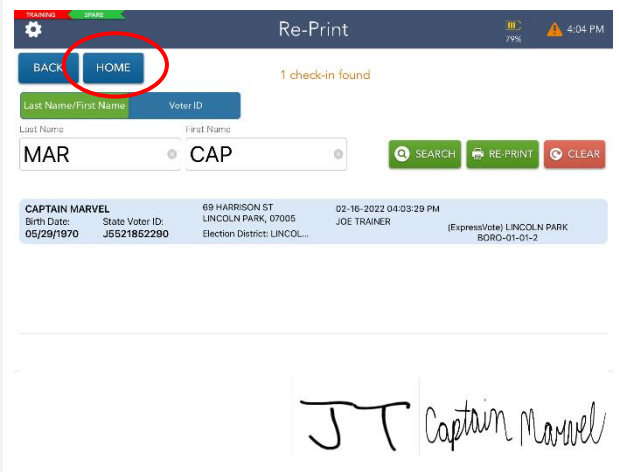 TRAINING SPARE
Re-Print
79%
4:04 PM
BACK HOME
1 check-in found
Last Name/First Name Voter ID
Last Name First Name
MAR CAP
SEARCH RE-PRINT CLEAR
CAPTAIN MARVEL 69 HARRISON ST 02-16-2022 04:03:29 PM
Birth Date: State Voter ID: LINCOLN PARK, 07005 JOE TRAINER
05/29/1970 J5521852290 Election District: LINCOL... (ExpressVote) LINCOLN PARK
BORO-01-01-2
JT Captain Marvel